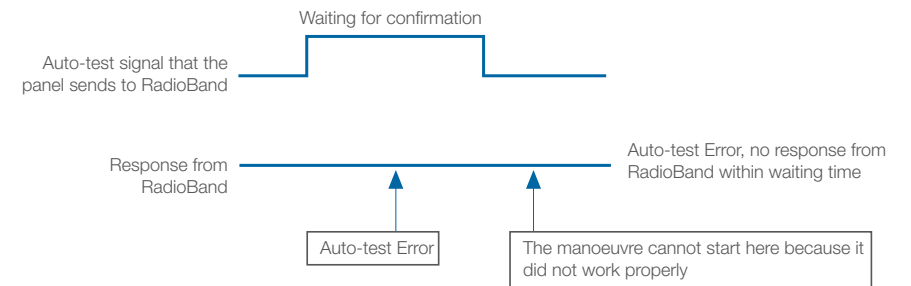 Waiting for confirmation
Auto-test signal that the
panel sends to RadioBand
Response from
RadioBand
Auto-test Error, no response from
RadioBand within waiting time
Auto-test Error
The manoeuvre cannot start here because it
did not work properly